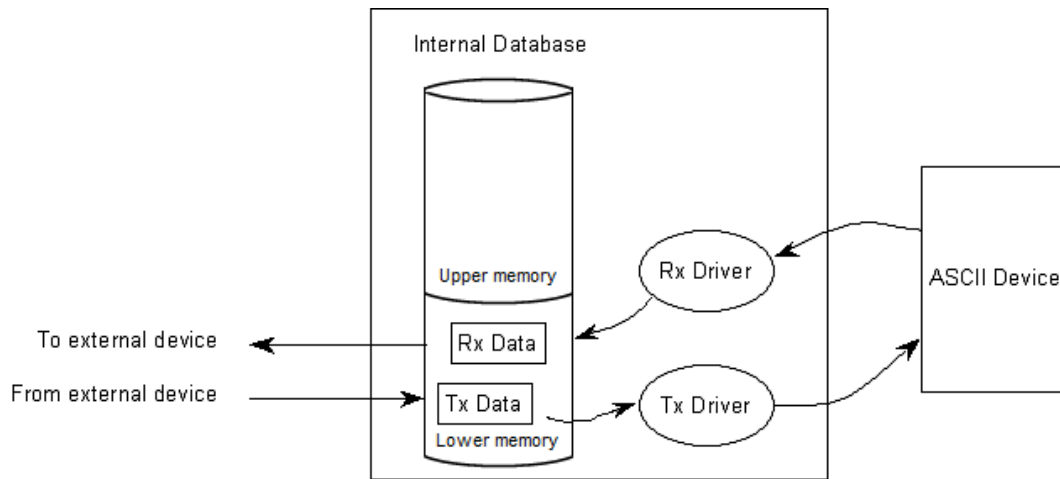 Internal Database
Upper memory
Rx Driver
ASCII Device
To external device
Rx Data
From external device
Tx Data
Tx Driver
Lower memory